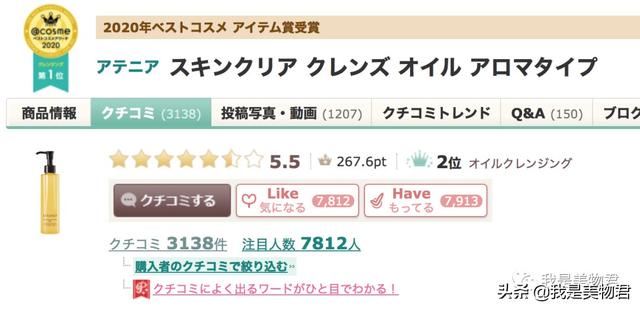 2020年ベストコスメ アイテム賞受賞
@cosme
ベストコスメアワード
2020
クレンジング
第1位
アテニア スキンクリア クレンズ オイル アロマタイプ
商品情報 クチコミ (3138) 投稿写真・動画 (1207) クチコミトレンド Q&A (150) ブログ
5.5 267.6pt 2位 オイルクレンジング
クチコミする Like 気になる 7,812 Have もってる 7,913
クチコミ 3138件 注目人数 7812人
購入者のクチコミで絞り込む
クチコミによく出るワードがひと目でわかる！
我是美物君
头条 @我是美物君